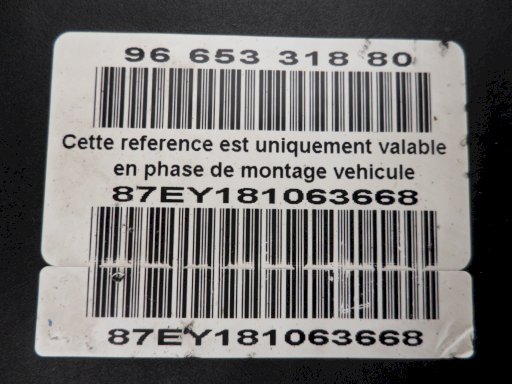 96 653 318 80
Cette reference est uniquement valable
en phase de montage vehicule
87EY181063668
87EY181063668